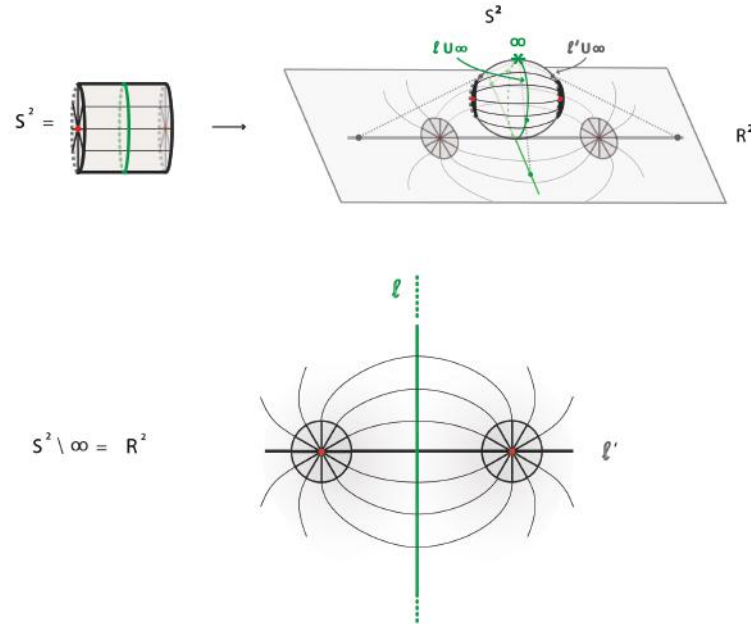 S²
ℓ ∪ ∞
∞
ℓ' ∪ ∞
S² =
R²
ℓ
S² \ ∞ = R²
ℓ'